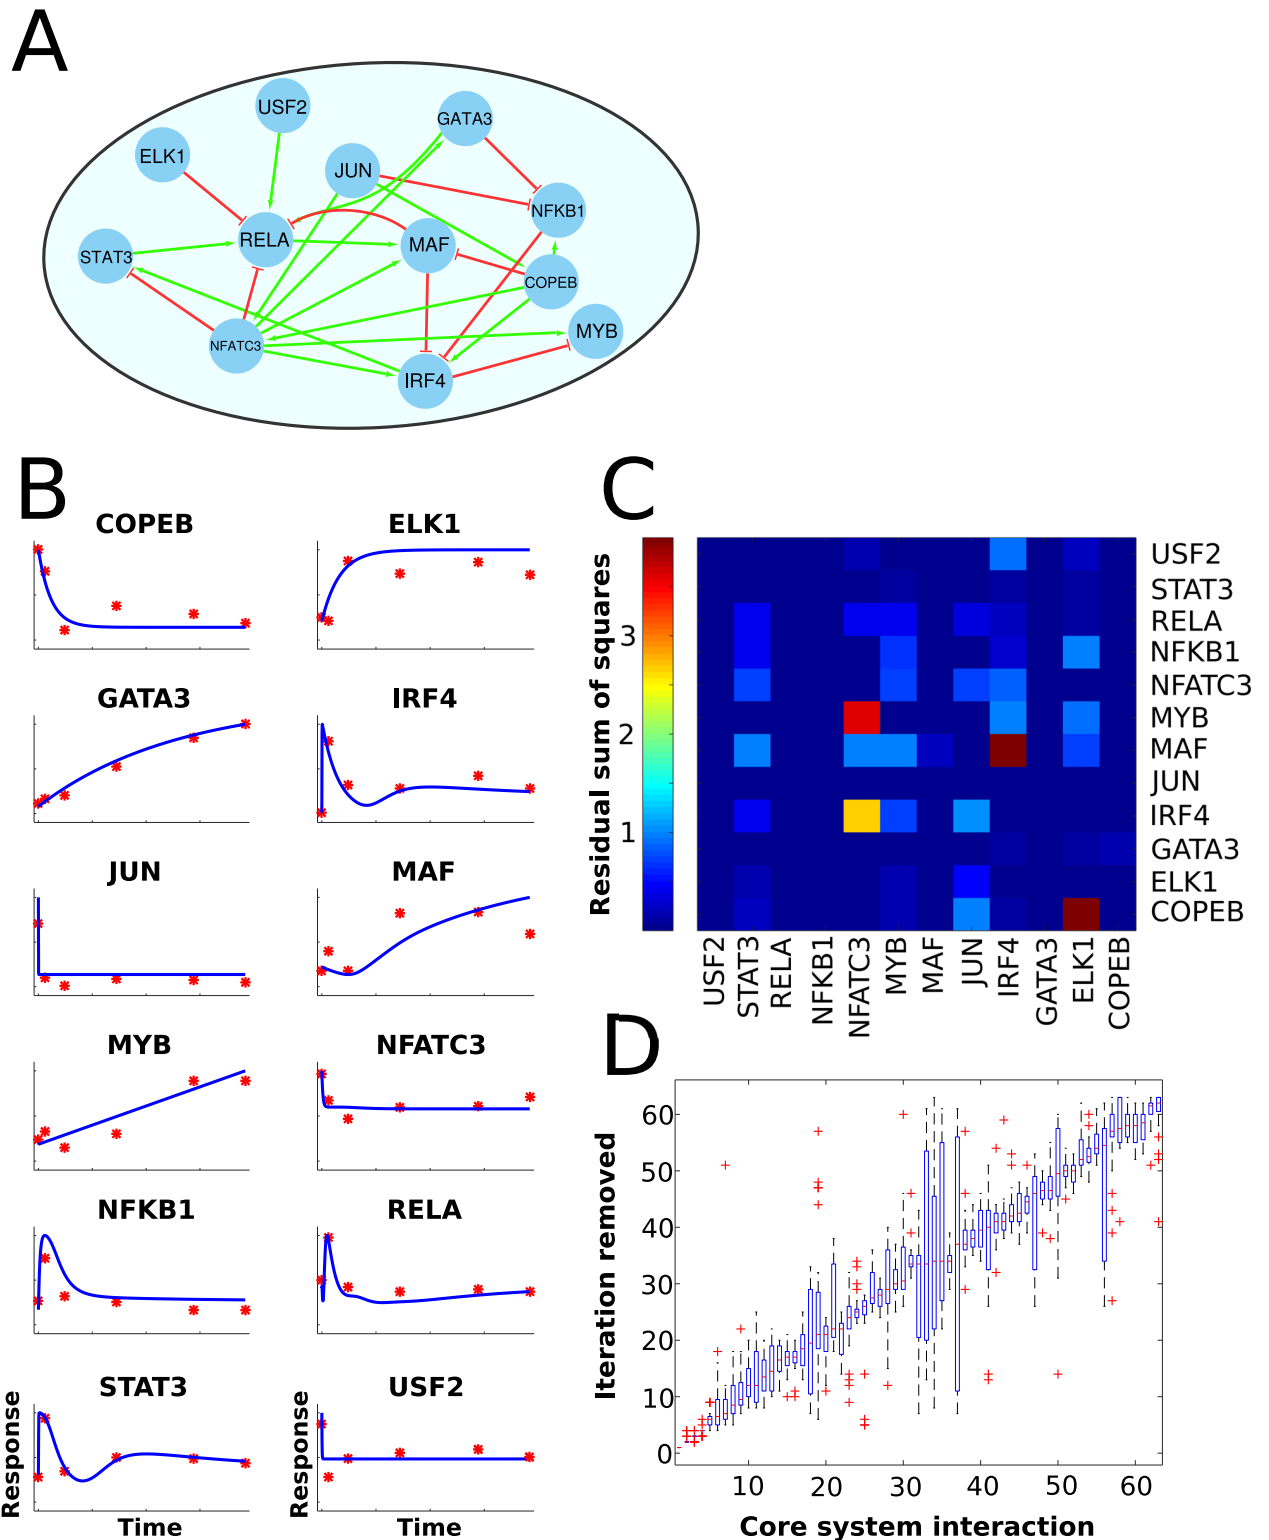 A
USF2
GATA3
ELK1
JUN
NFKB1
RELA
MAF
STAT3
COPEB
MYB
NFATC3
IRF4
B
COPEB
ELK1
GATA3
IRF4
JUN
MAF
MYB
NFATC3
NFKB1
RELA
STAT3
USF2
Response
Response
Time
Time
C
Residual sum of squares
3
2
1
USF2
STAT3
RELA
NFKB1
NFATC3
MYB
MAF
JUN
IRF4
GATA3
ELK1
COPEB
USF2
STAT3
RELA
NFKB1
NFATC3
MYB
MAF
JUN
IRF4
GATA3
ELK1
COPEB
D
Iteration removed
60
50
40
30
20
10
0
10
20
30
40
50
60
Core system interaction